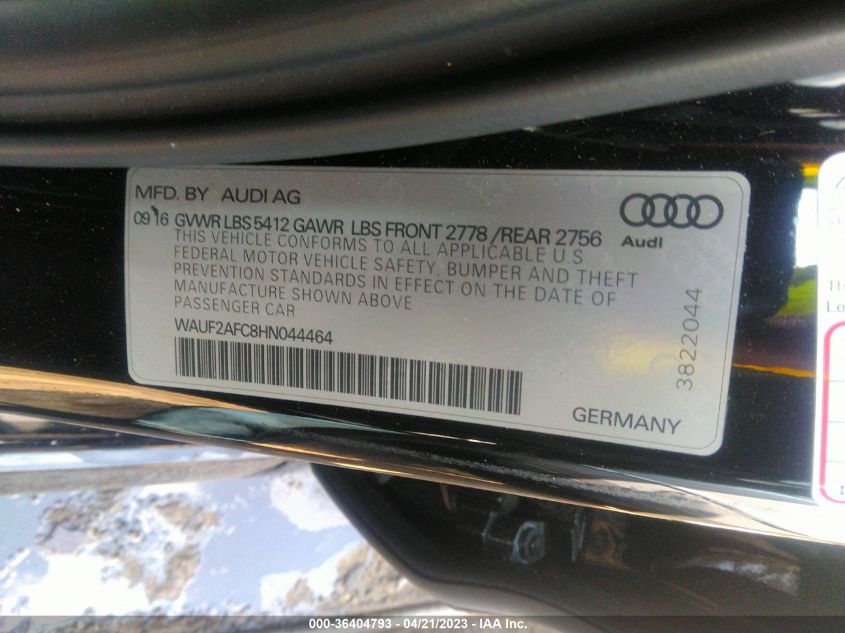 MFD. BY AUDI AG
09/16 GVWR LBS 5412 GAWR LBS FRONT 2778 /REAR 2756
THIS VEHICLE CONFORMS TO ALL APPLICABLE U.S.
FEDERAL MOTOR VEHICLE SAFETY, BUMPER AND THEFT
PREVENTION STANDARDS IN EFFECT ON THE DATE OF
MANUFACTURE SHOWN ABOVE
PASSENGER CAR
WAUF2AFC8HN044464
Audi
3822044
GERMANY
000-36404793 - 04/21/2023 - IAA Inc.